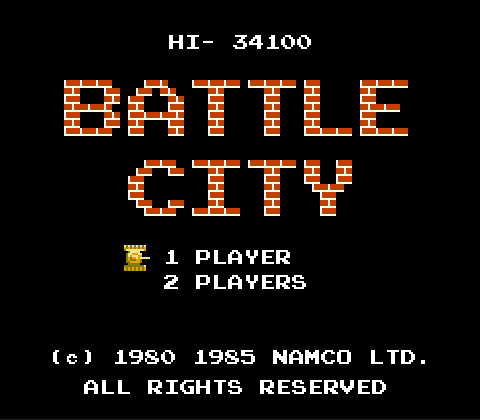 HI- 34100
BATTLE
CITY
1 PLAYER
2 PLAYERS
(c) 1980 1985 NAMCO LTD.
ALL RIGHTS RESERVED